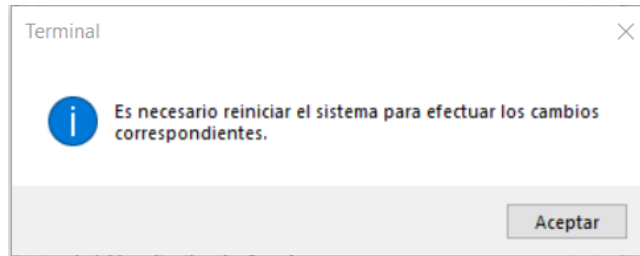 Terminal
Es necesario reiniciar el sistema para efectuar los cambios
correspondientes.
Aceptar